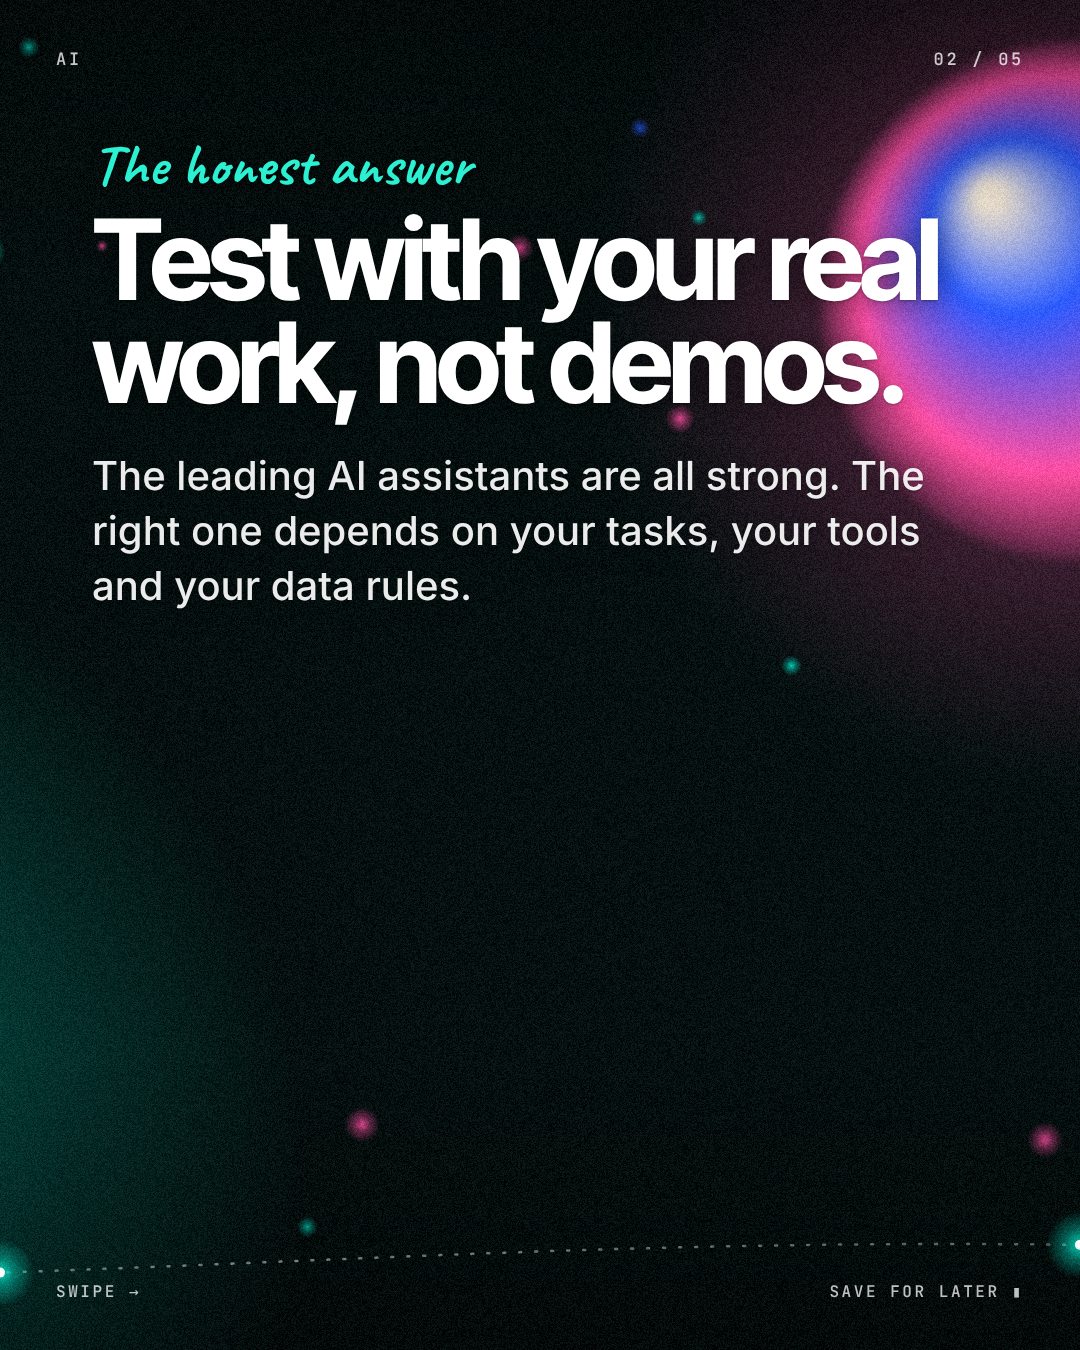 AI
02 / 05
The honest answer
Test with your real
work, not demos.
The leading AI assistants are all strong. The
right one depends on your tasks, your tools
and your data rules.
SWIPE →
SAVE FOR LATER ▮